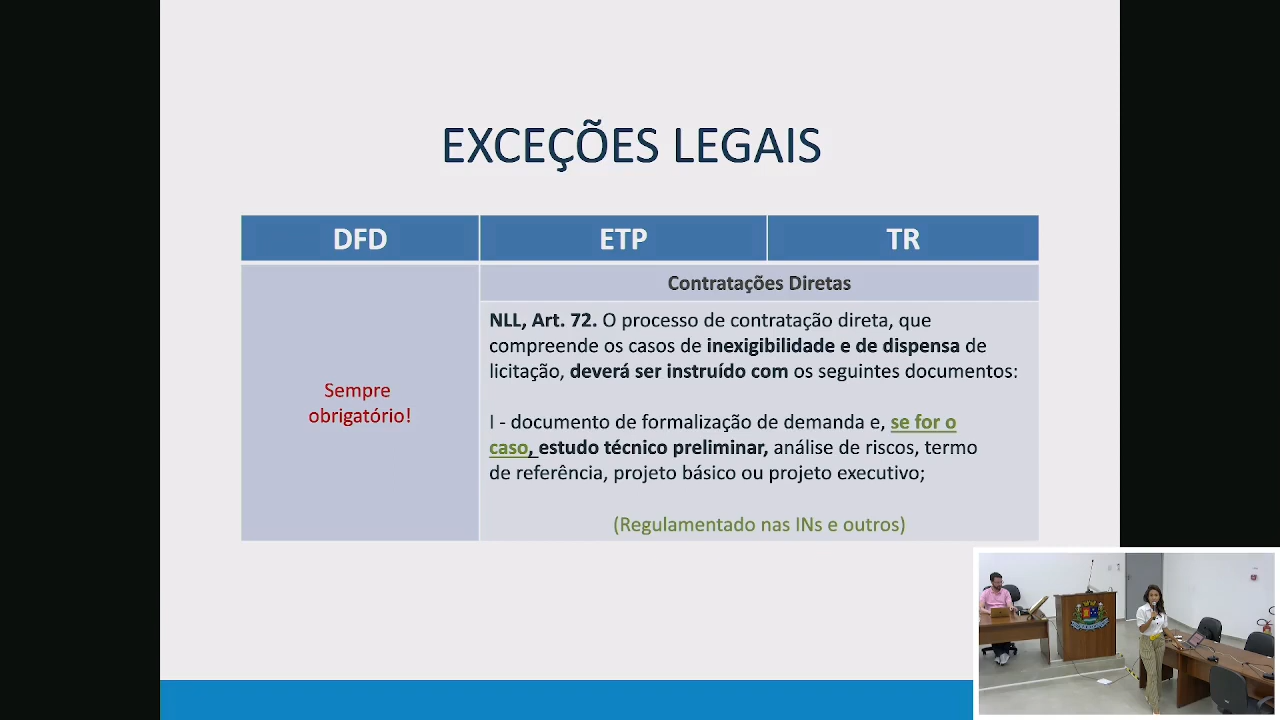 EXCEÇÕES LEGAIS
DFD
ETP
TR
Sempre
obrigatório!
Contratações Diretas
NLL, Art. 72. O processo de contratação direta, que
compreende os casos de inexigibilidade e de dispensa de
licitação, deverá ser instruído com os seguintes documentos:
I - documento de formalização de demanda e, se for o
caso, estudo técnico preliminar, análise de riscos, termo
de referência, projeto básico ou projeto executivo;
(Regulamentado nas INs e outros)